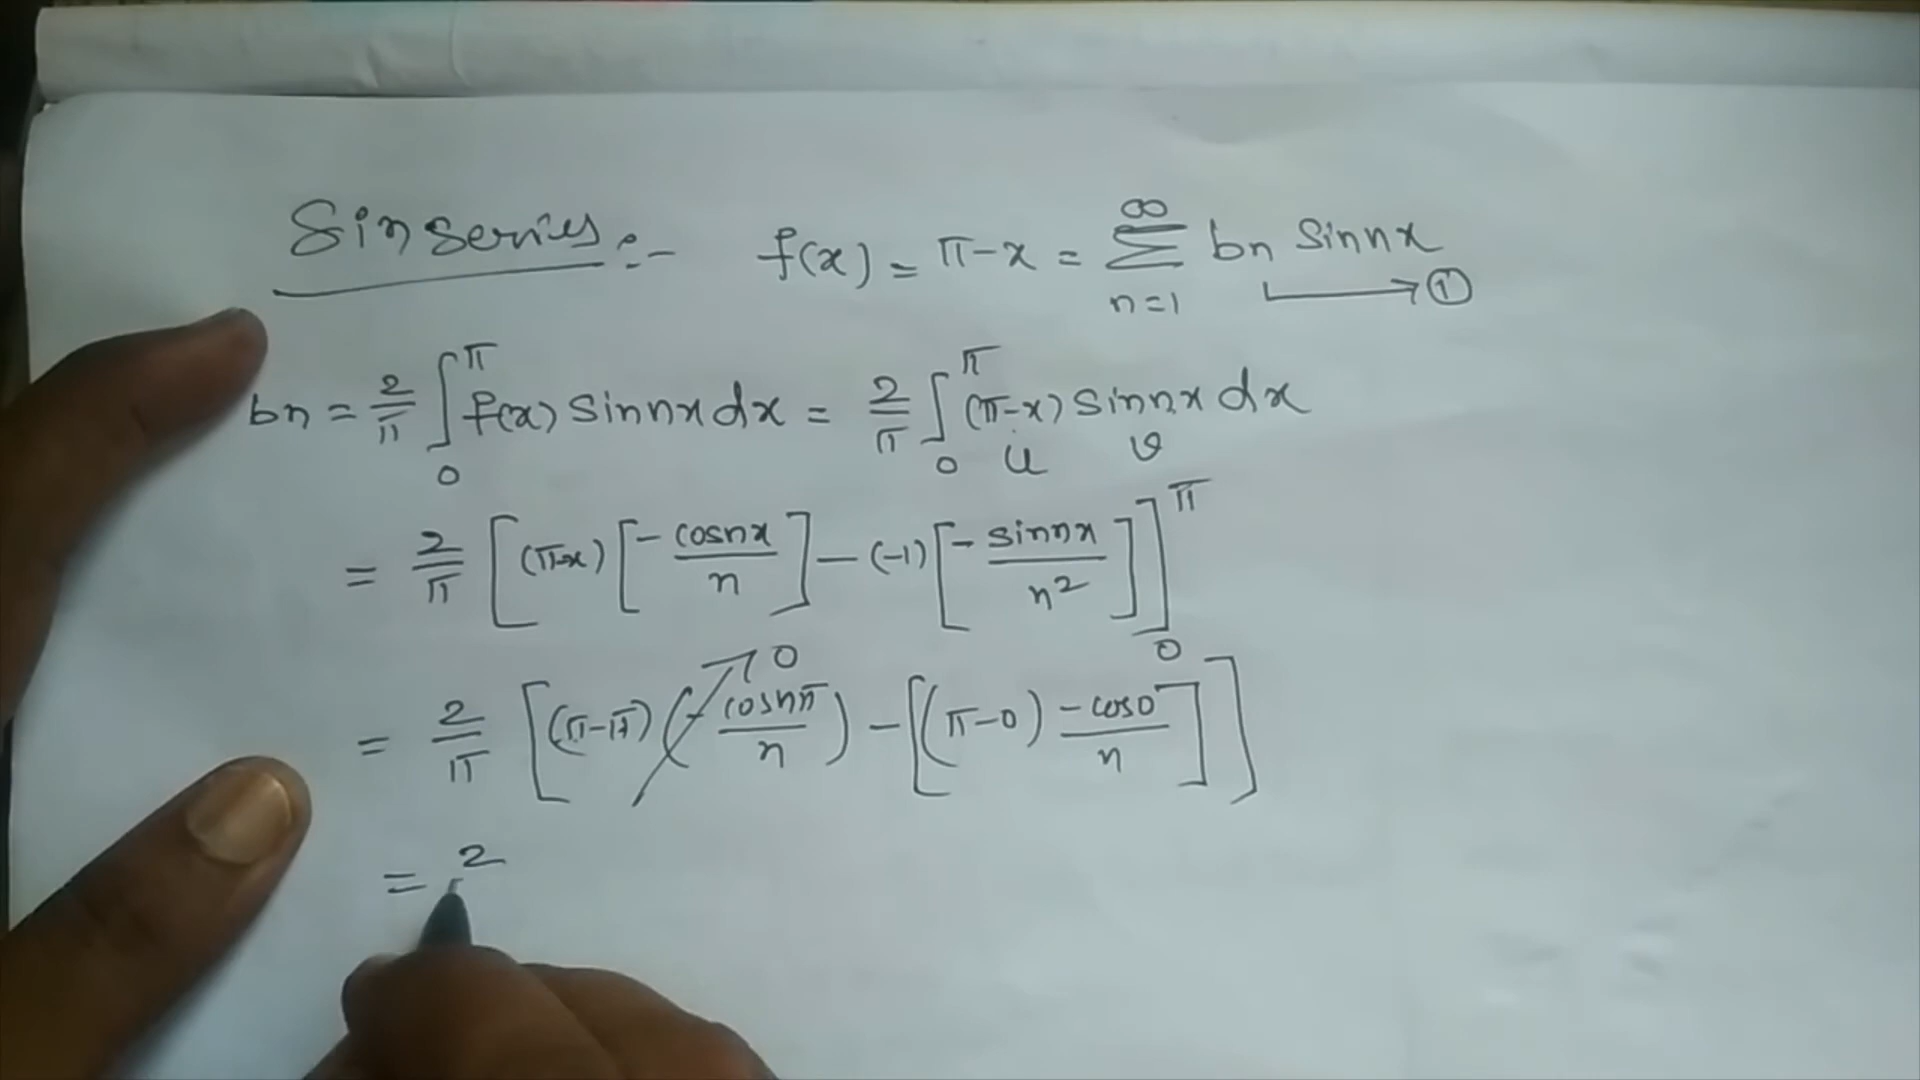 Sin series :- f(x) = π-x = ∑_{n=1}^{∞} bn Sin nx → ①
bn = 2/π ∫_0^π f(x) sin nx dx = 2/π ∫_0^π (π-x) sin nx dx
u v
= 2/π [(π-x) [- cos nx / n] - (-1) [- sin nx / n²]]_0^π
= 2/π [(π-π) (- cos nπ / n) → 0 - [(π-0) - cos 0 / n]]
= 2